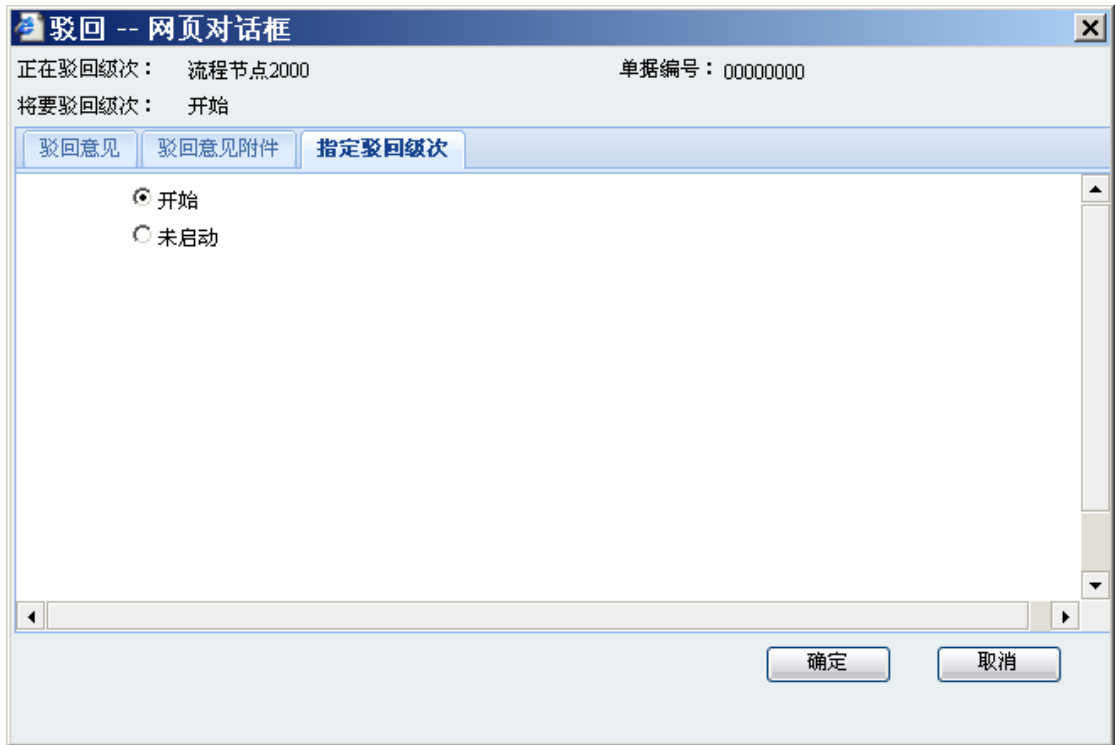 驳回 -- 网页对话框
正在驳回级次： 流程节点2000 单据编号：00000000
将要驳回级次： 开始
驳回意见 驳回意见附件 指定驳回级次
开始
未启动
确定 取消